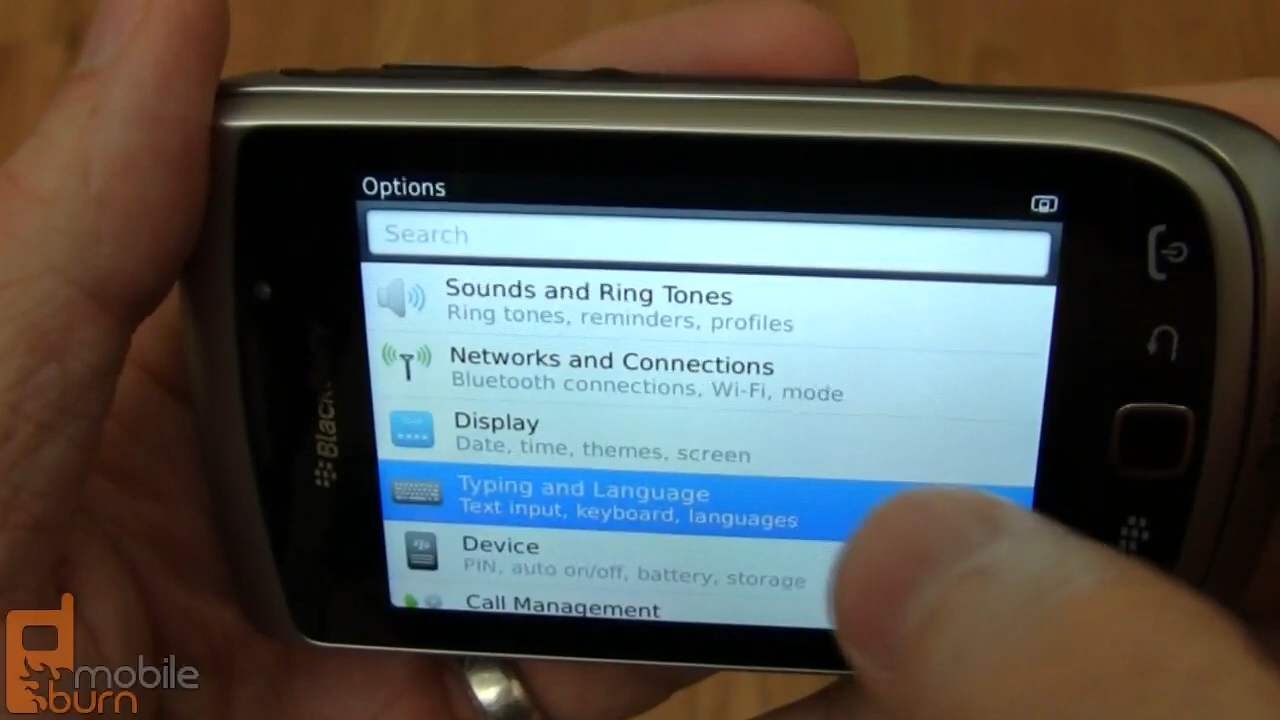 Options
Search
Sounds and Ring Tones
Ring tones, reminders, profiles
Networks and Connections
Bluetooth connections, Wi-Fi, mode
Display
Date, time, themes, screen
Typing and Language
Text input, keyboard, languages
Device
PIN, auto on/off, battery, storage
Call Management
BlackBerry
mobile
burn